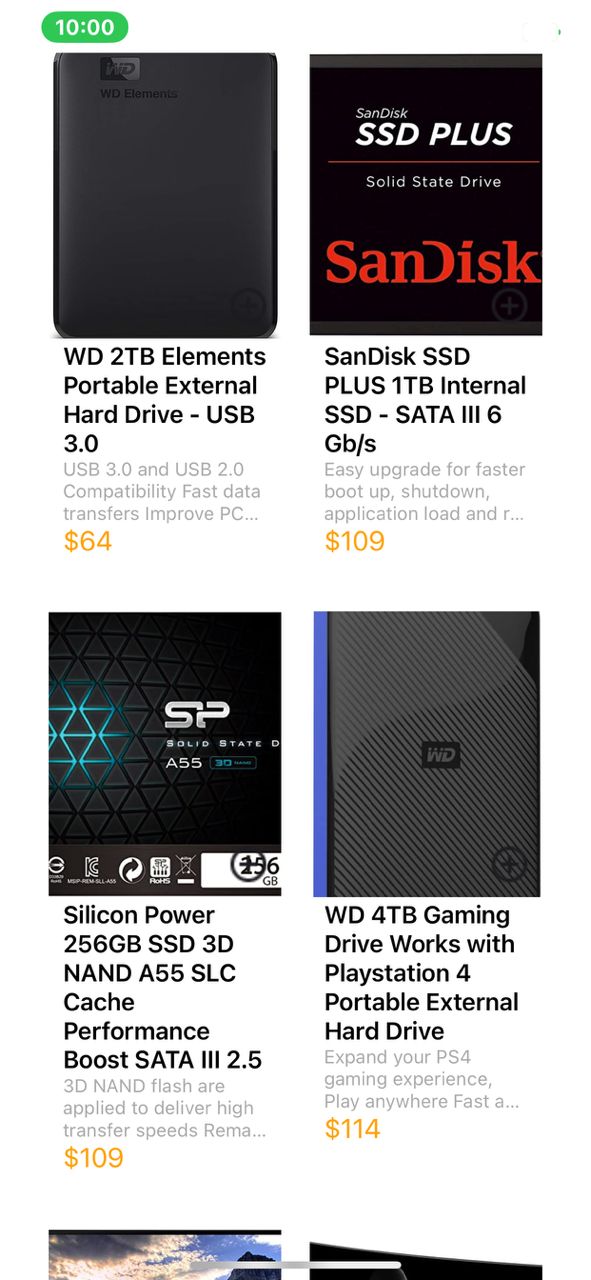 10:00
WD
WD Elements
SanDisk
SSD PLUS
Solid State Drive
SanDisk
WD 2TB Elements
Portable External
Hard Drive - USB
3.0
USB 3.0 and USB 2.0
Compatibility Fast data
transfers Improve PC...
$64
SanDisk SSD
PLUS 1TB Internal
SSD - SATA III 6
Gb/s
Easy upgrade for faster
boot up, shutdown,
application load and r...
$109
SP
SOLID STATE D
A55 3D NAND
MSIP-REM-SLL-A55
RoHS
256
GB
WD
Silicon Power
256GB SSD 3D
NAND A55 SLC
Cache
Performance
Boost SATA III 2.5
3D NAND flash are
applied to deliver high
transfer speeds Rema...
$109
WD 4TB Gaming
Drive Works with
Playstation 4
Portable External
Hard Drive
Expand your PS4
gaming experience,
Play anywhere Fast a...
$114